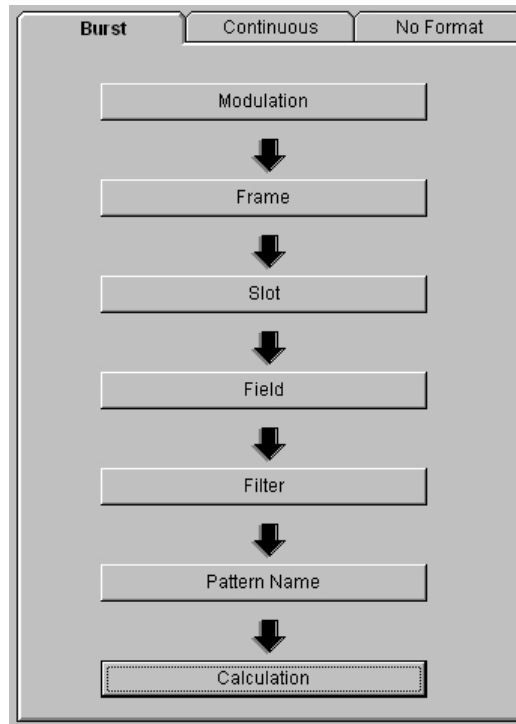 Burst Continuous No Format
Modulation
Frame
Slot
Field
Filter
Pattern Name
Calculation